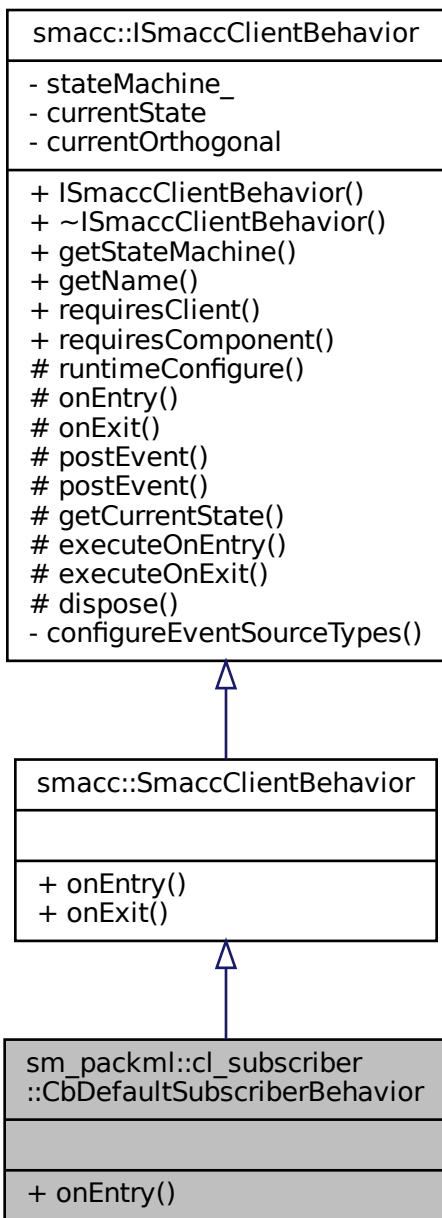 smacc::ISmaccClientBehavior
- stateMachine_
- currentState
- currentOrthogonal
+ ISmaccClientBehavior()
+ ~ISmaccClientBehavior()
+ getStateMachine()
+ getName()
+ requiresClient()
+ requiresComponent()
# runtimeConfigure()
# onEntry()
# onExit()
# postEvent()
# postEvent()
# getCurrentState()
# executeOnEntry()
# executeOnExit()
# dispose()
- configureEventSourceTypes()
smacc::SmaccClientBehavior
+ onEntry()
+ onExit()
sm_packml::cl_subscriber
::CbDefaultSubscriberBehavior
+ onEntry()